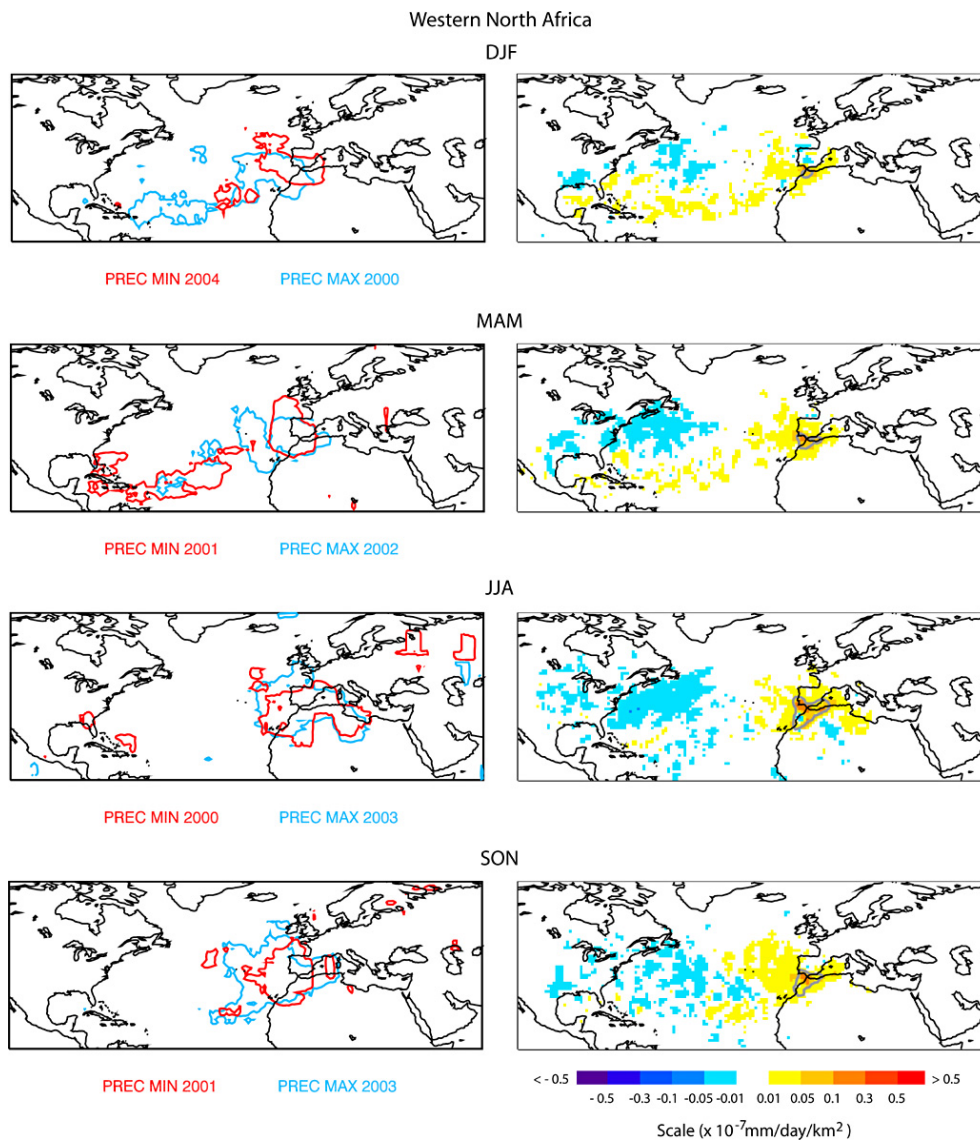 Western North Africa
DJF
PREC MIN 2004 PREC MAX 2000
MAM
PREC MIN 2001 PREC MAX 2002
JJA
PREC MIN 2000 PREC MAX 2003
SON
PREC MIN 2001 PREC MAX 2003
< - 0.5 > 0.5
- 0.5 -0.3 -0.1 -0.05 -0.01 0.01 0.05 0.1 0.3 0.5
Scale (x 10⁻⁷mm/day/km²)